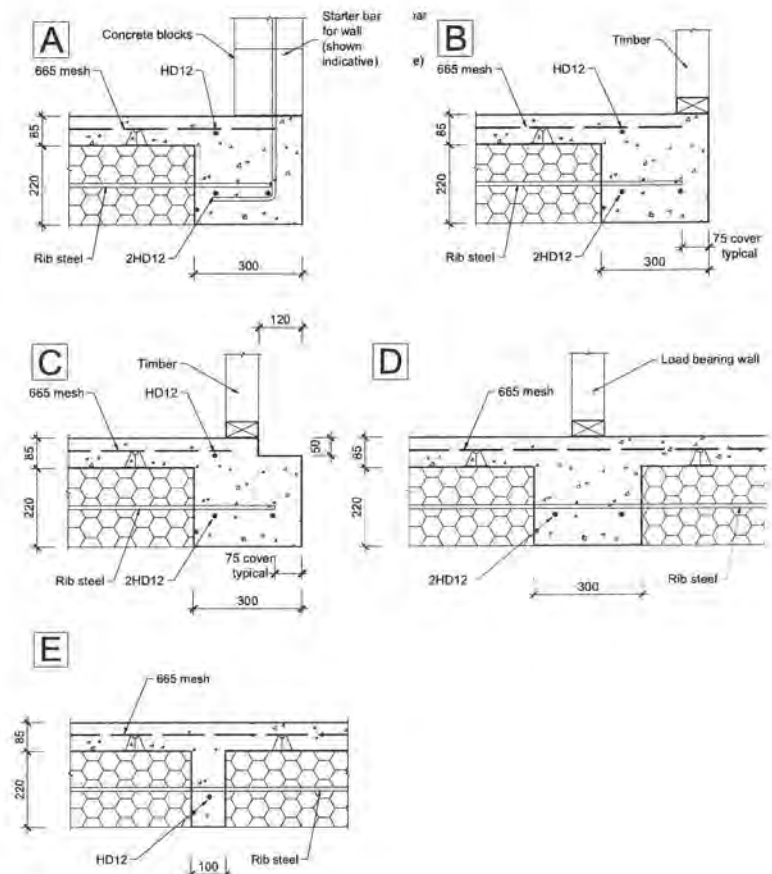 A
Concrete blocks
665 mesh
HD12
Starter bar
for wall
(shown
indicative)
85
220
Rib steel
2HD12
300
bar
e)
B
Timber
HD12
665 mesh
85
220
Rib steel
2HD12
75 cover
typical
300
C
120
Timber
665 mesh
HD12
85
50
220
75 cover
typical
Rib steel
2HD12
300
D
Load bearing wall
665 mesh
85
220
2HD12
Rib steel
300
E
665 mesh
85
220
HD12
100
Rib steel